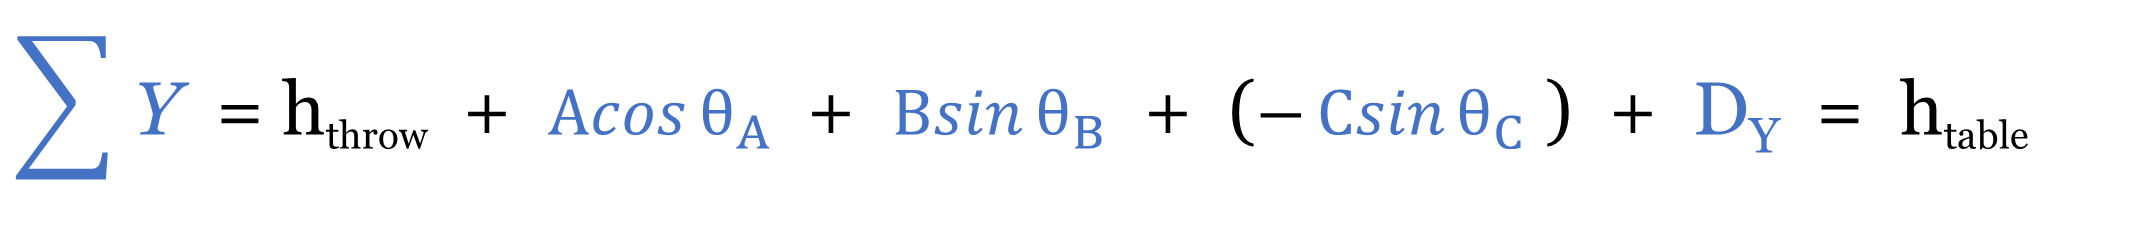 ∑ Y = h_throw + Acos θ_A + Bsin θ_B + (− Csin θ_C ) + D_Y = h_table